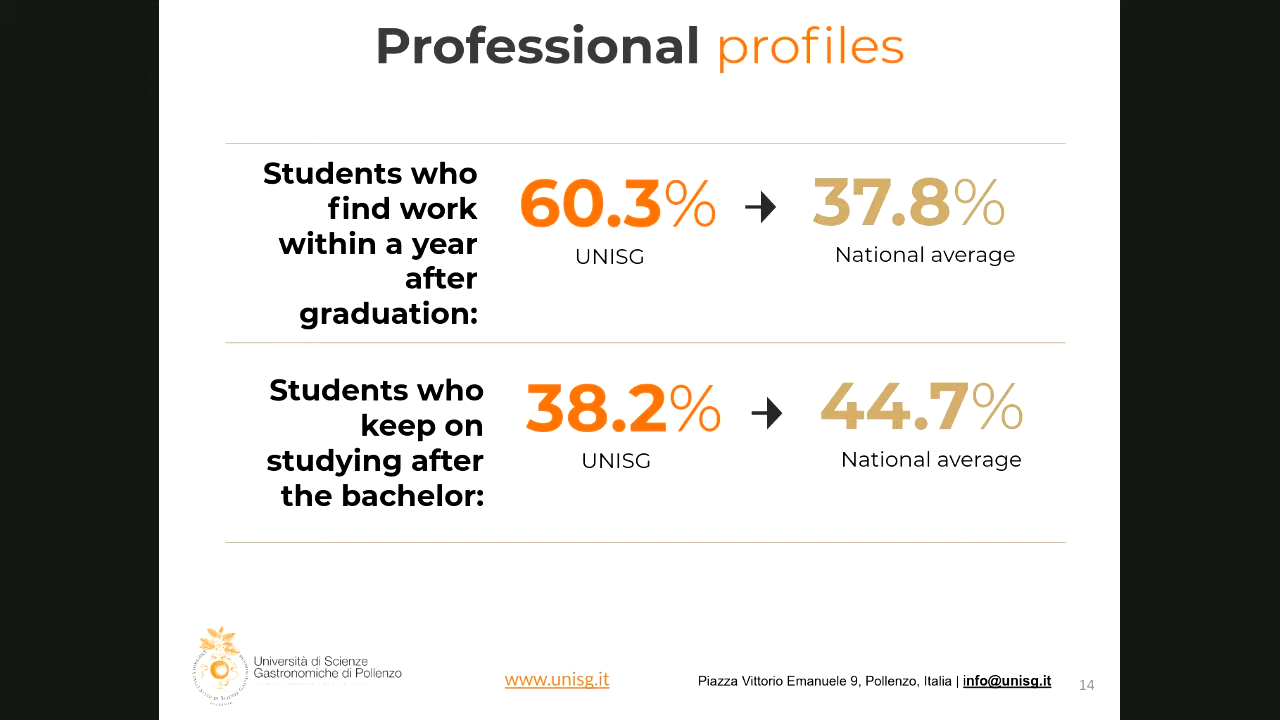 Professional profiles
Students who
find work
within a year
after
graduation:
60.3%
UNISG
37.8%
National average
Students who
keep on
studying after
the bachelor:
38.2%
UNISG
44.7%
National average
Università di Scienze
Gastronomiche di Pollenzo
www.unisg.it
Piazza Vittorio Emanuele 9, Pollenzo, Italia | info@unisg.it
14